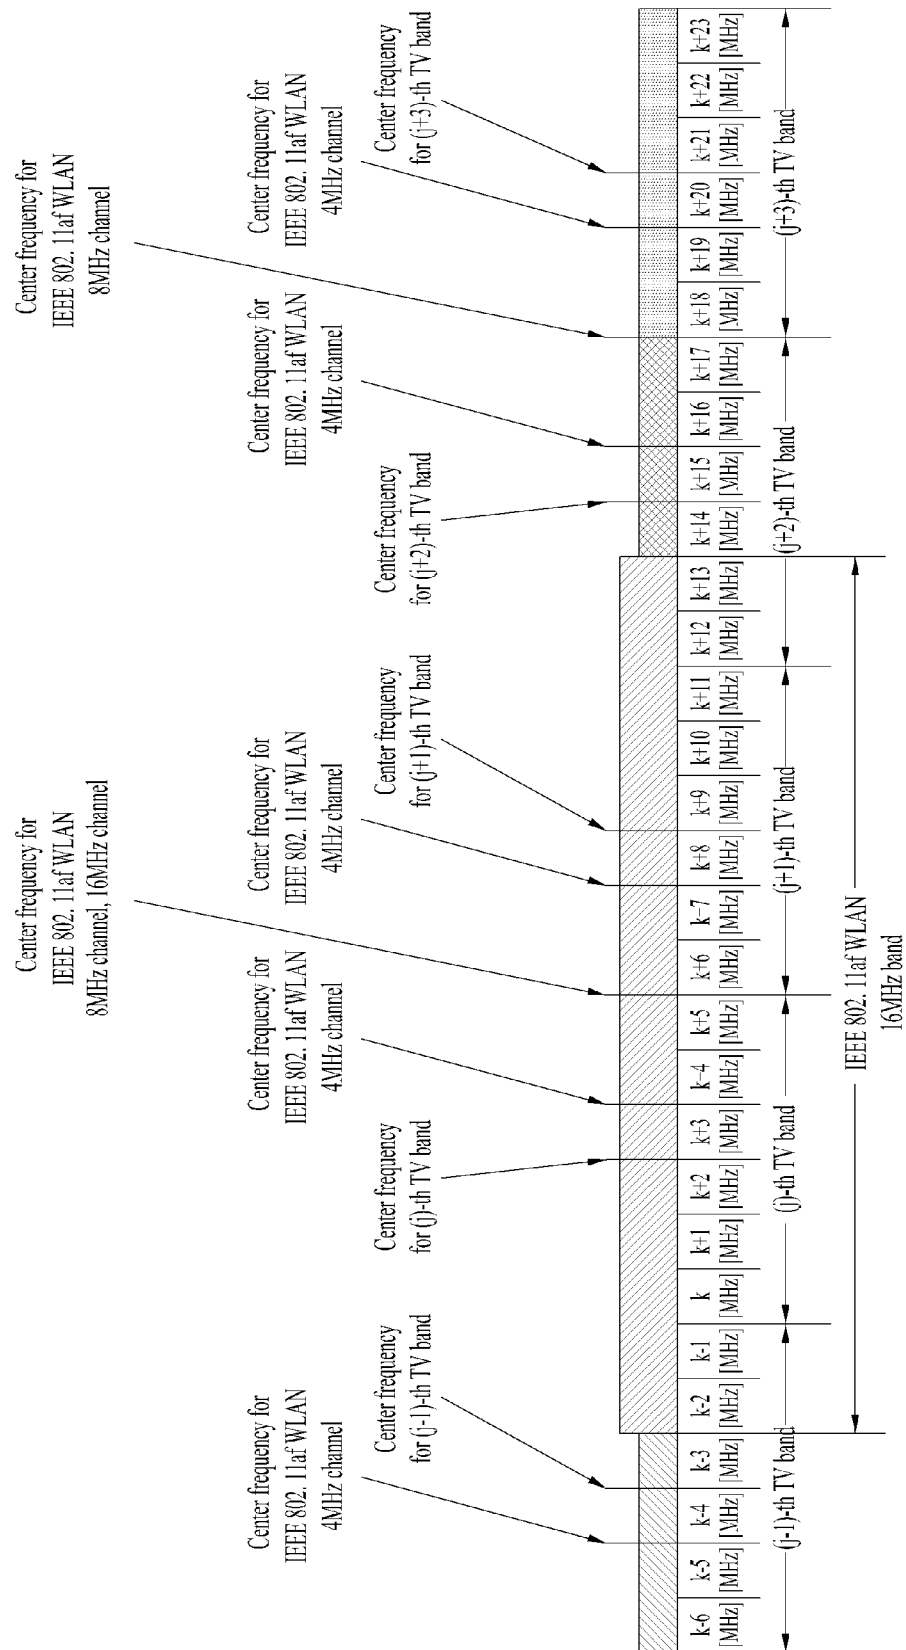 Center frequency for
IEEE 802. 11af WLAN
8MHz channel, 16MHz channel
Center frequency for
IEEE 802. 11af WLAN
8MHz channel
Center frequency for
IEEE 802. 11af WLAN
4MHz channel
Center frequency for
IEEE 802. 11af WLAN
4MHz channel
Center frequency for
IEEE 802. 11af WLAN
4MHz channel
Center frequency for
IEEE 802. 11af WLAN
4MHz channel
Center frequency for
IEEE 802. 11af WLAN
4MHz channel
Center frequency
for (j-1)-th TV band
Center frequency
for (j)-th TV band
Center frequency
for (j+1)-th TV band
Center frequency
for (j+2)-th TV band
Center frequency
for (j+3)-th TV band
k-6
[MHz]
k-5
[MHz]
k-4
[MHz]
k-3
[MHz]
k-2
[MHz]
k-1
[MHz]
k
[MHz]
k+1
[MHz]
k+2
[MHz]
k+3
[MHz]
k-4
[MHz]
k+5
[MHz]
k+6
[MHz]
k-7
[MHz]
k+8
[MHz]
k+9
[MHz]
k+10
[MHz]
k+11
[MHz]
k+12
[MHz]
k+13
[MHz]
k+14
[MHz]
k+15
[MHz]
k+16
[MHz]
k+17
[MHz]
k+18
[MHz]
k+19
[MHz]
k+20
[MHz]
k+21
[MHz]
k+22
[MHz]
k+23
[MHz]
(j-1)-th TV band
(j)-th TV band
(j+1)-th TV band
(j+2)-th TV band
(j+3)-th TV band
IEEE 802. 11af WLAN
16MHz band